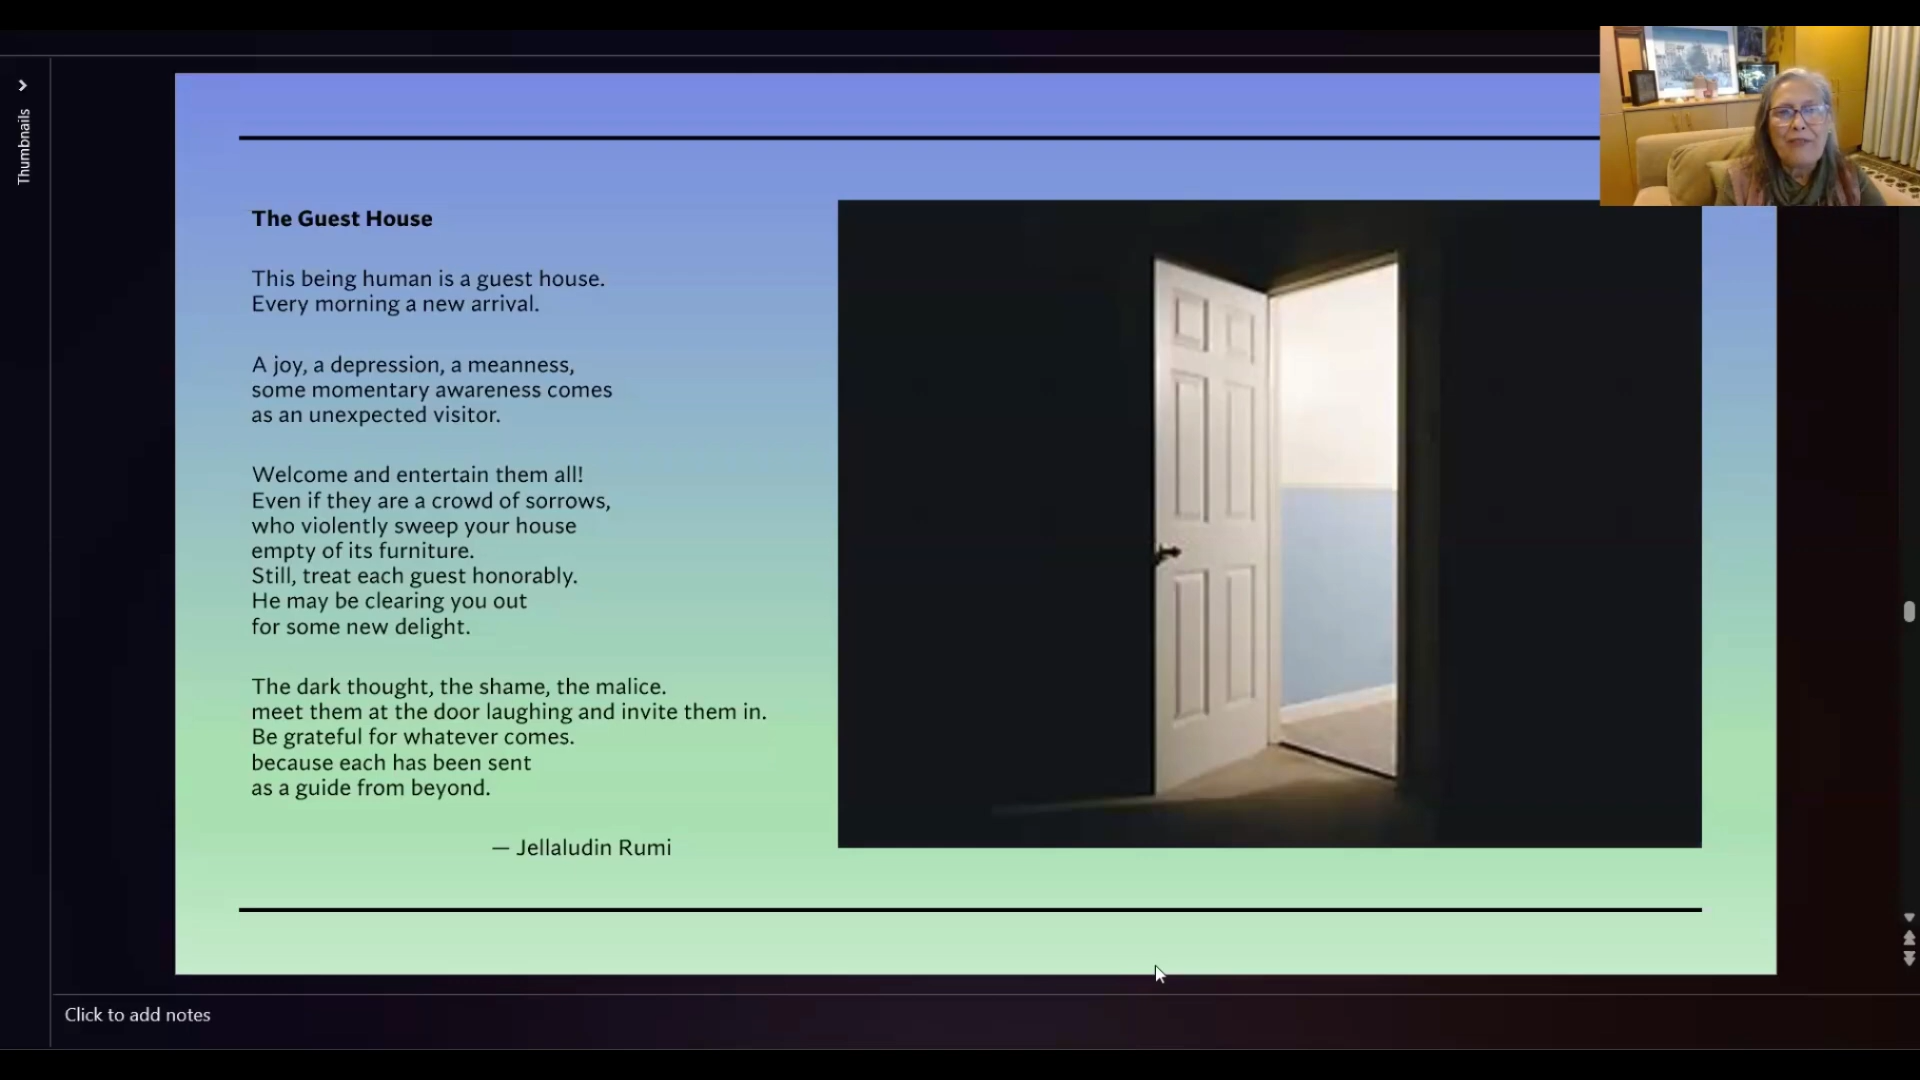 Thumbnails
The Guest House
This being human is a guest house.
Every morning a new arrival.
A joy, a depression, a meanness,
some momentary awareness comes
as an unexpected visitor.
Welcome and entertain them all!
Even if they are a crowd of sorrows,
who violently sweep your house
empty of its furniture.
Still, treat each guest honorably.
He may be clearing you out
for some new delight.
The dark thought, the shame, the malice.
meet them at the door laughing and invite them in.
Be grateful for whatever comes.
because each has been sent
as a guide from beyond.
— Jellaludin Rumi
Click to add notes